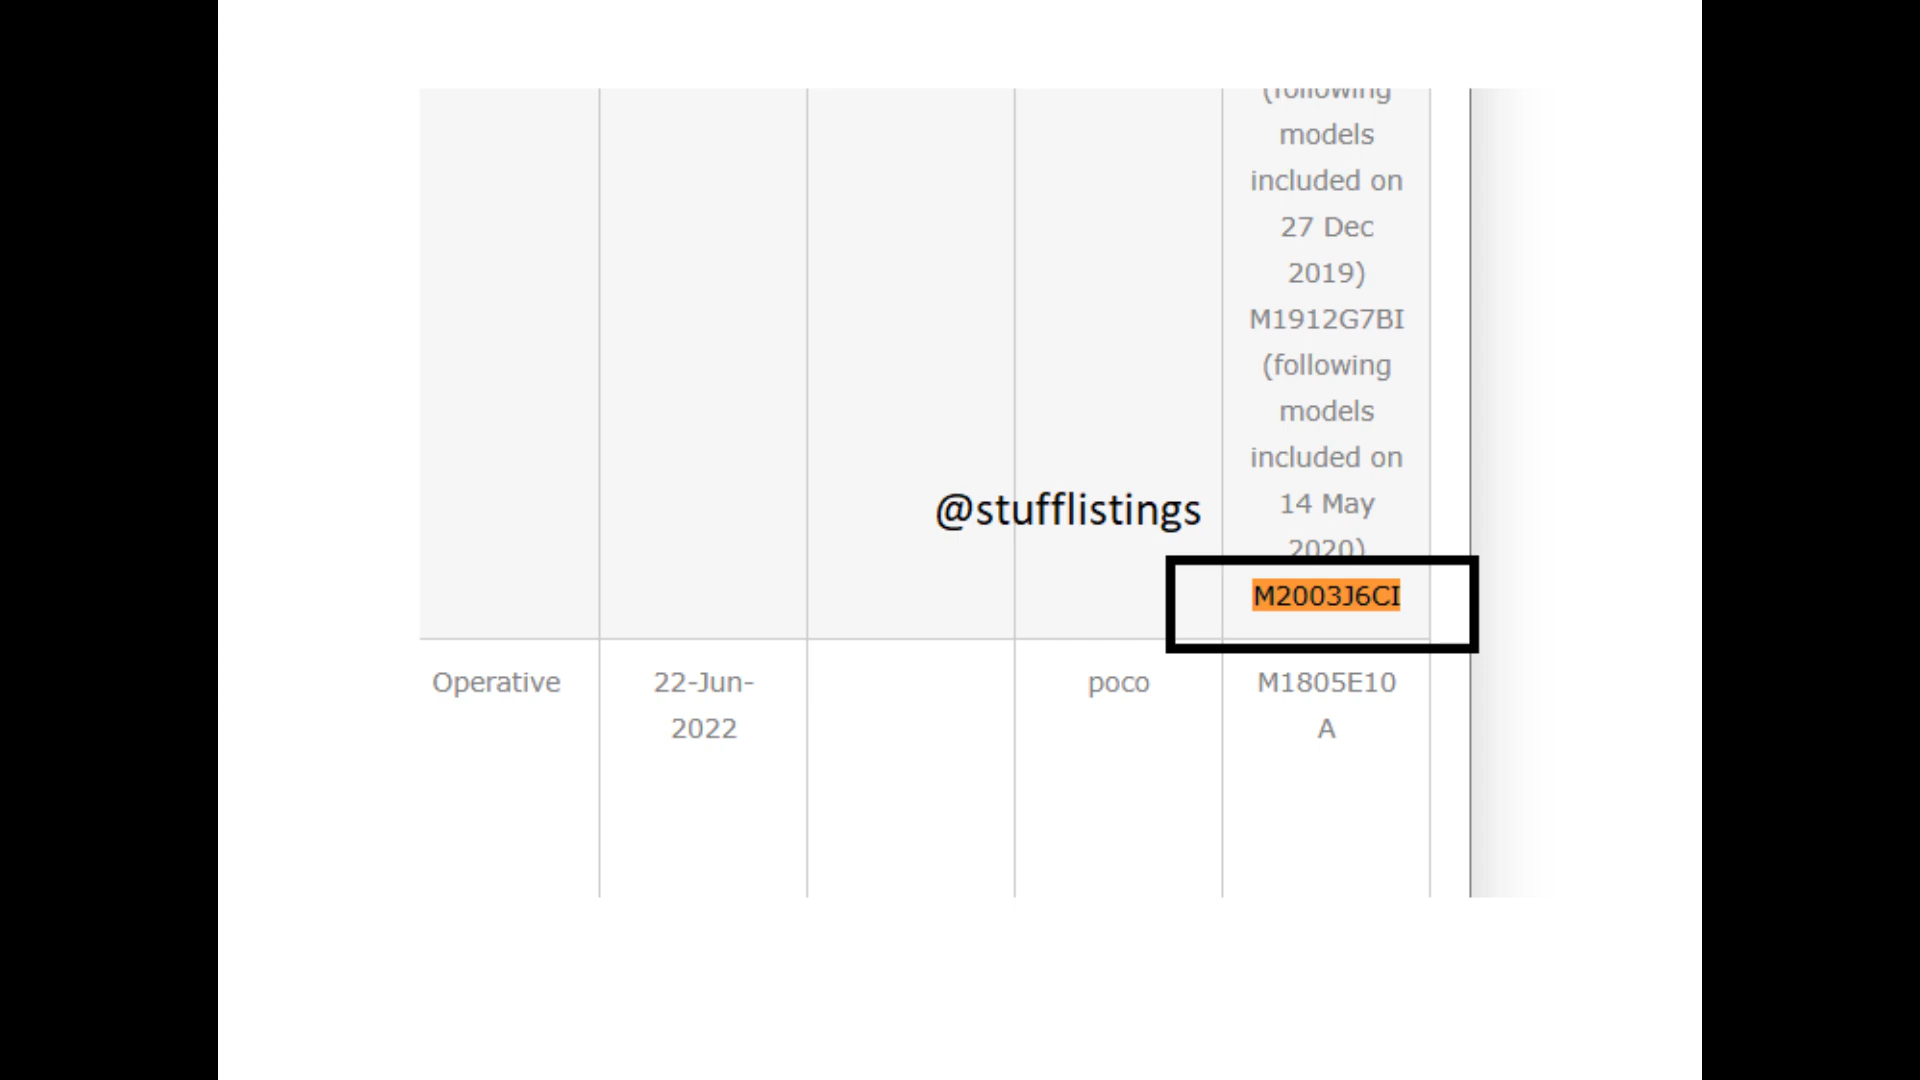 (following
models
included on
27 Dec
2019)
M1912G7BI
(following
models
included on
14 May
2020)
M2003J6CI
@stufflistings
Operative
22-Jun-
2022
poco
M1805E10
A